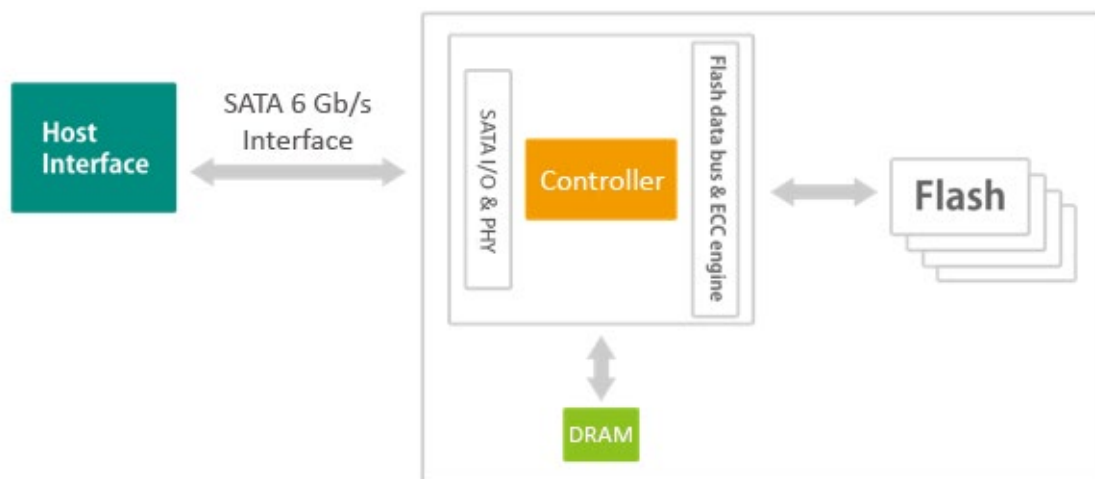 Host
Interface
SATA 6 Gb/s
Interface
SATA I/O & PHY
Controller
Flash data bus & ECC engine
Flash
DRAM